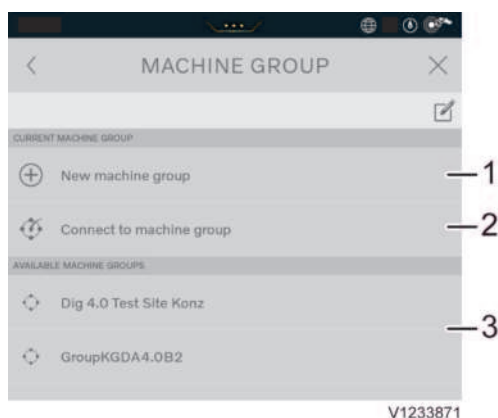 MACHINE GROUP
CURRENT MACHINE GROUP
New machine group
1
Connect to machine group
2
AVAILABLE MACHINE GROUPS
Dig 4.0 Test Site Konz
3
GroupKGDA4.0B2
V1233871